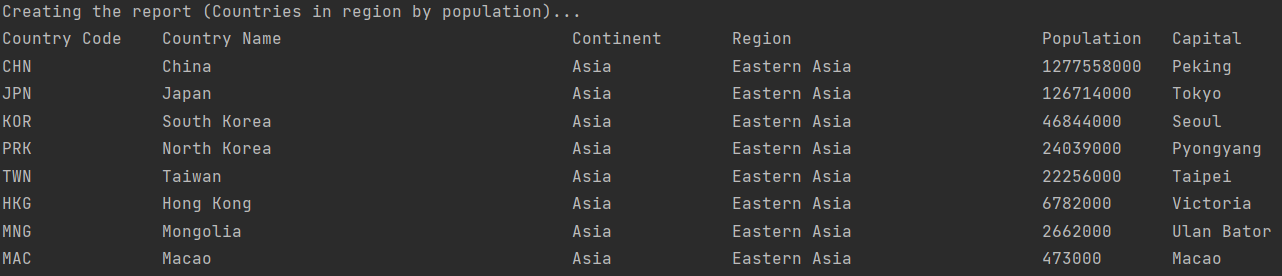 Creating the report (Countries in region by population)...
Country Code    Country Name                             Continent       Region                         Population   Capital
CHN             China                                    Asia            Eastern Asia                   1277558000   Peking
JPN             Japan                                    Asia            Eastern Asia                   126714000    Tokyo
KOR             South Korea                              Asia            Eastern Asia                   46844000     Seoul
PRK             North Korea                              Asia            Eastern Asia                   24039000     Pyongyang
TWN             Taiwan                                   Asia            Eastern Asia                   22256000     Taipei
HKG             Hong Kong                                Asia            Eastern Asia                   6782000      Victoria
MNG             Mongolia                                 Asia            Eastern Asia                   2662000      Ulan Bator
MAC             Macao                                    Asia            Eastern Asia                   473000       Macao